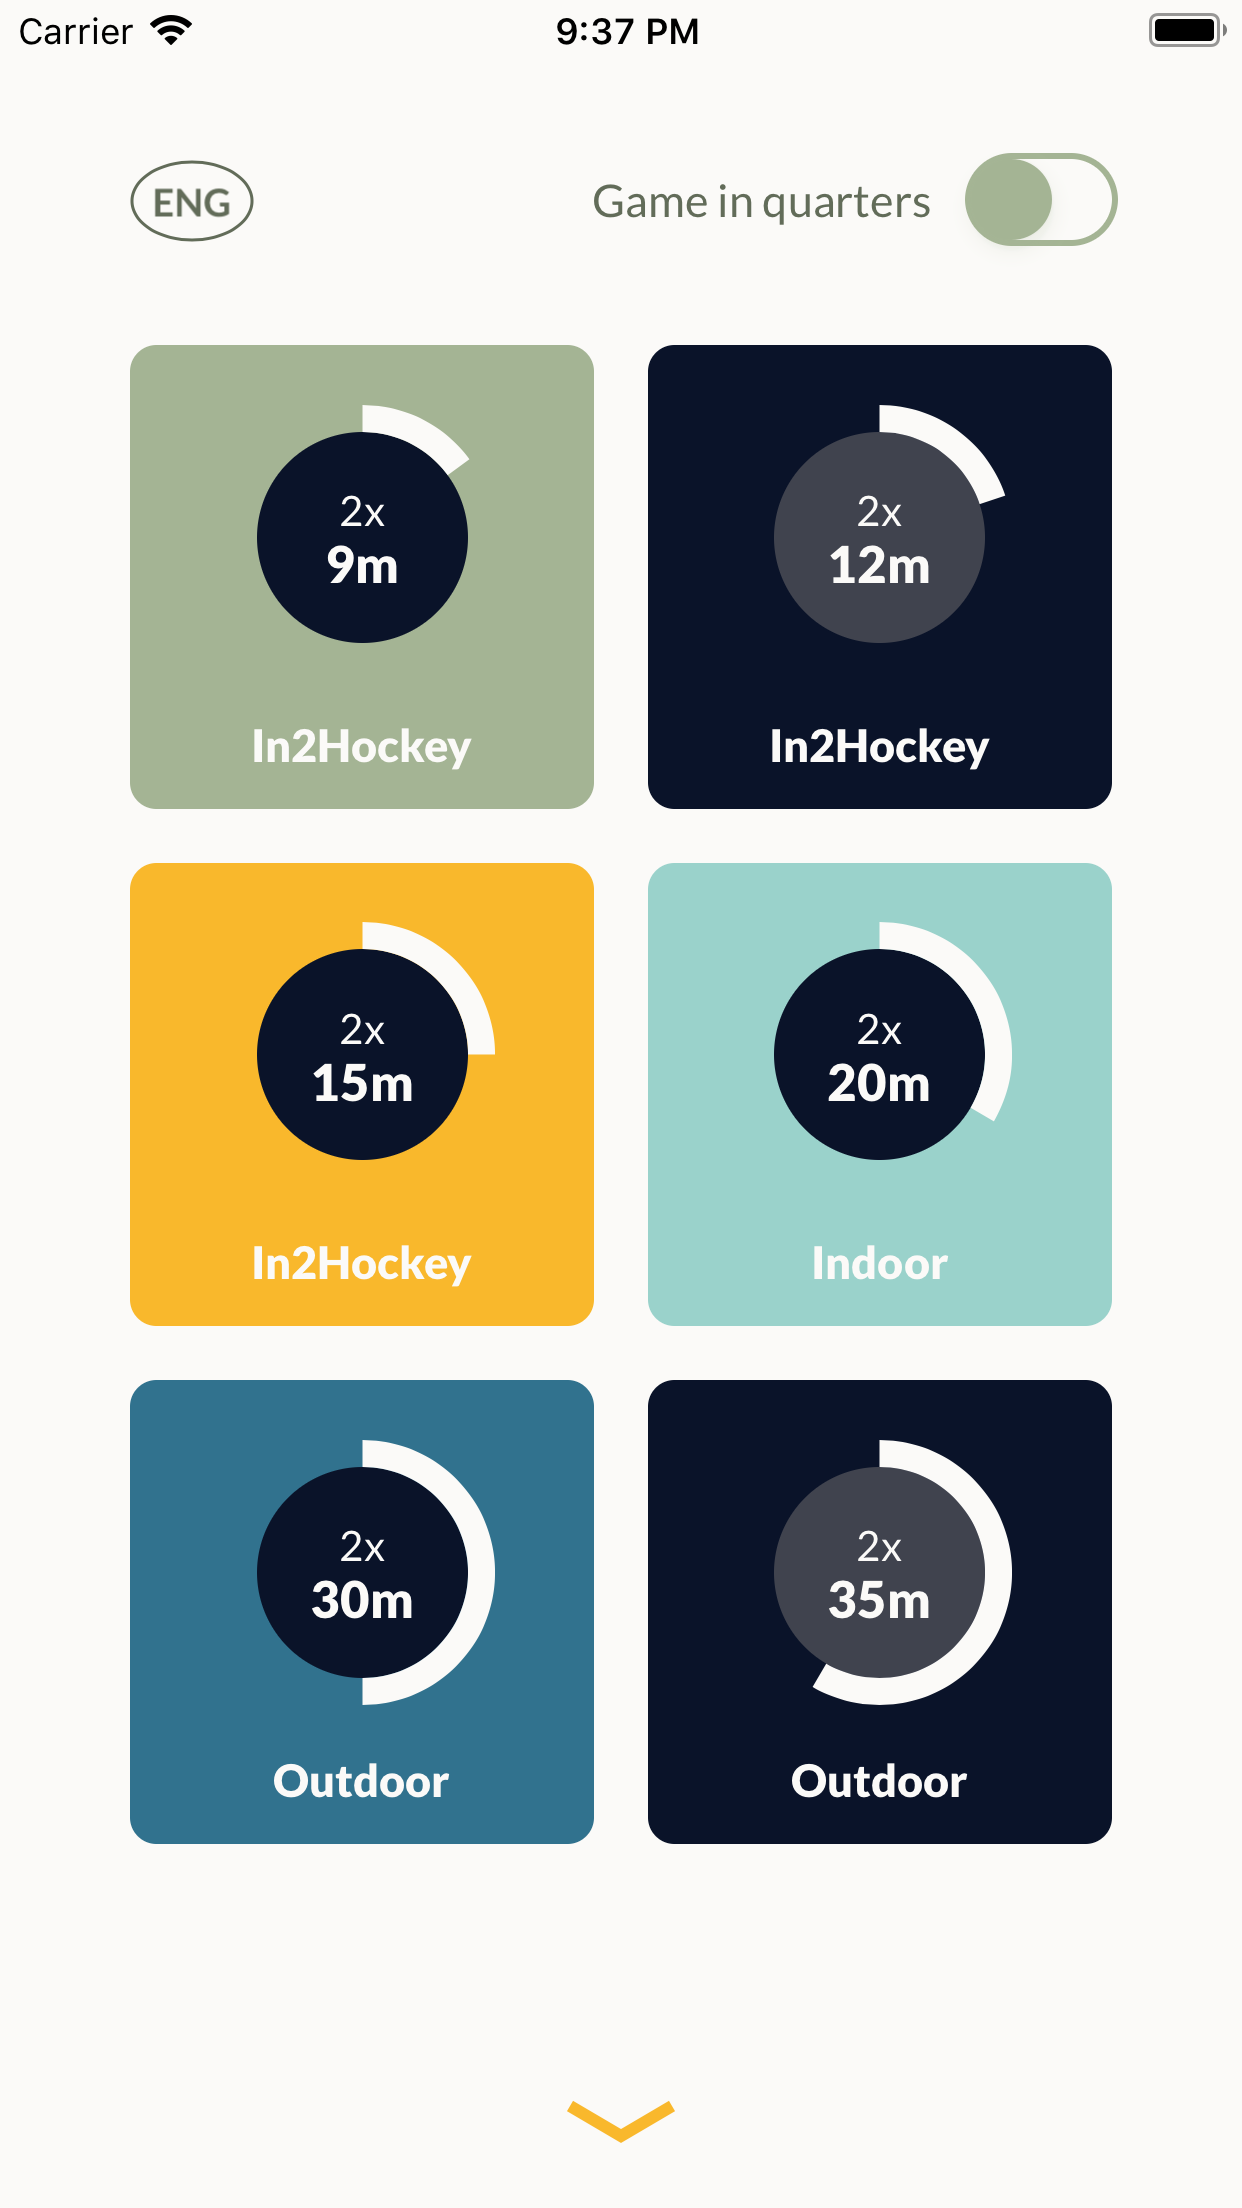 Carrier 9:37 PM
ENG Game in quarters
2x
9m
In2Hockey
2x
12m
In2Hockey
2x
15m
In2Hockey
2x
20m
Indoor
2x
30m
Outdoor
2x
35m
Outdoor